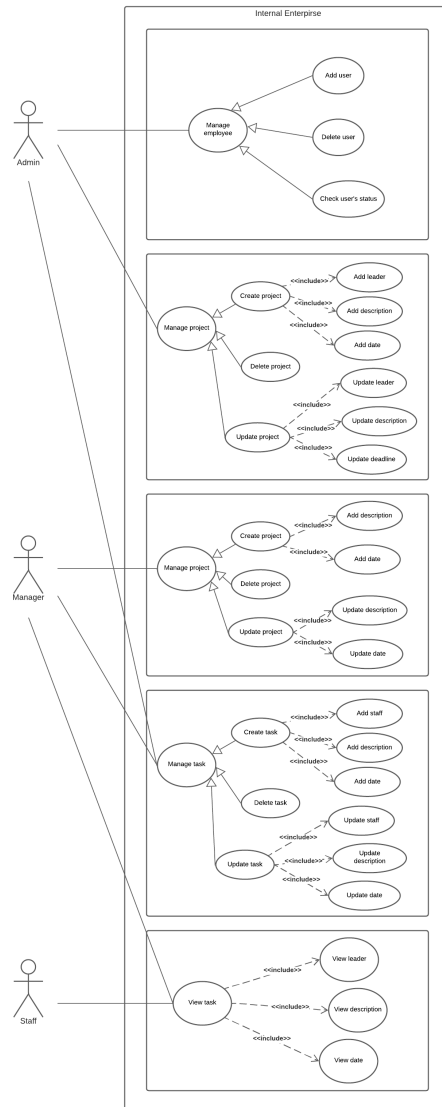 Internal Enterpirse
Add user
Manage
employee
Delete user
Check user's status
Admin
Add leader
<<include>>
Create project
Add description
<<include>>
<<include>>
Add date
Manage project
Delete project
Update leader
<<include>>
Update description
<<include>>
Update project
<<include>>
Update deadline
Add description
<<include>>
Create project
<<include>>
Add date
Manage project
Delete project
Manager
Update description
<<include>>
Update project
<<include>>
Update date
Add staff
<<include>>
Create task
<<include>>
Add description
<<include>>
Add date
Manage task
Delete task
Update staff
<<include>>
Update task
<<include>>
Update
description
<<include>>
Update date
View leader
<<include>>
View task
<<include>>
View description
Staff
<<include>>
View date